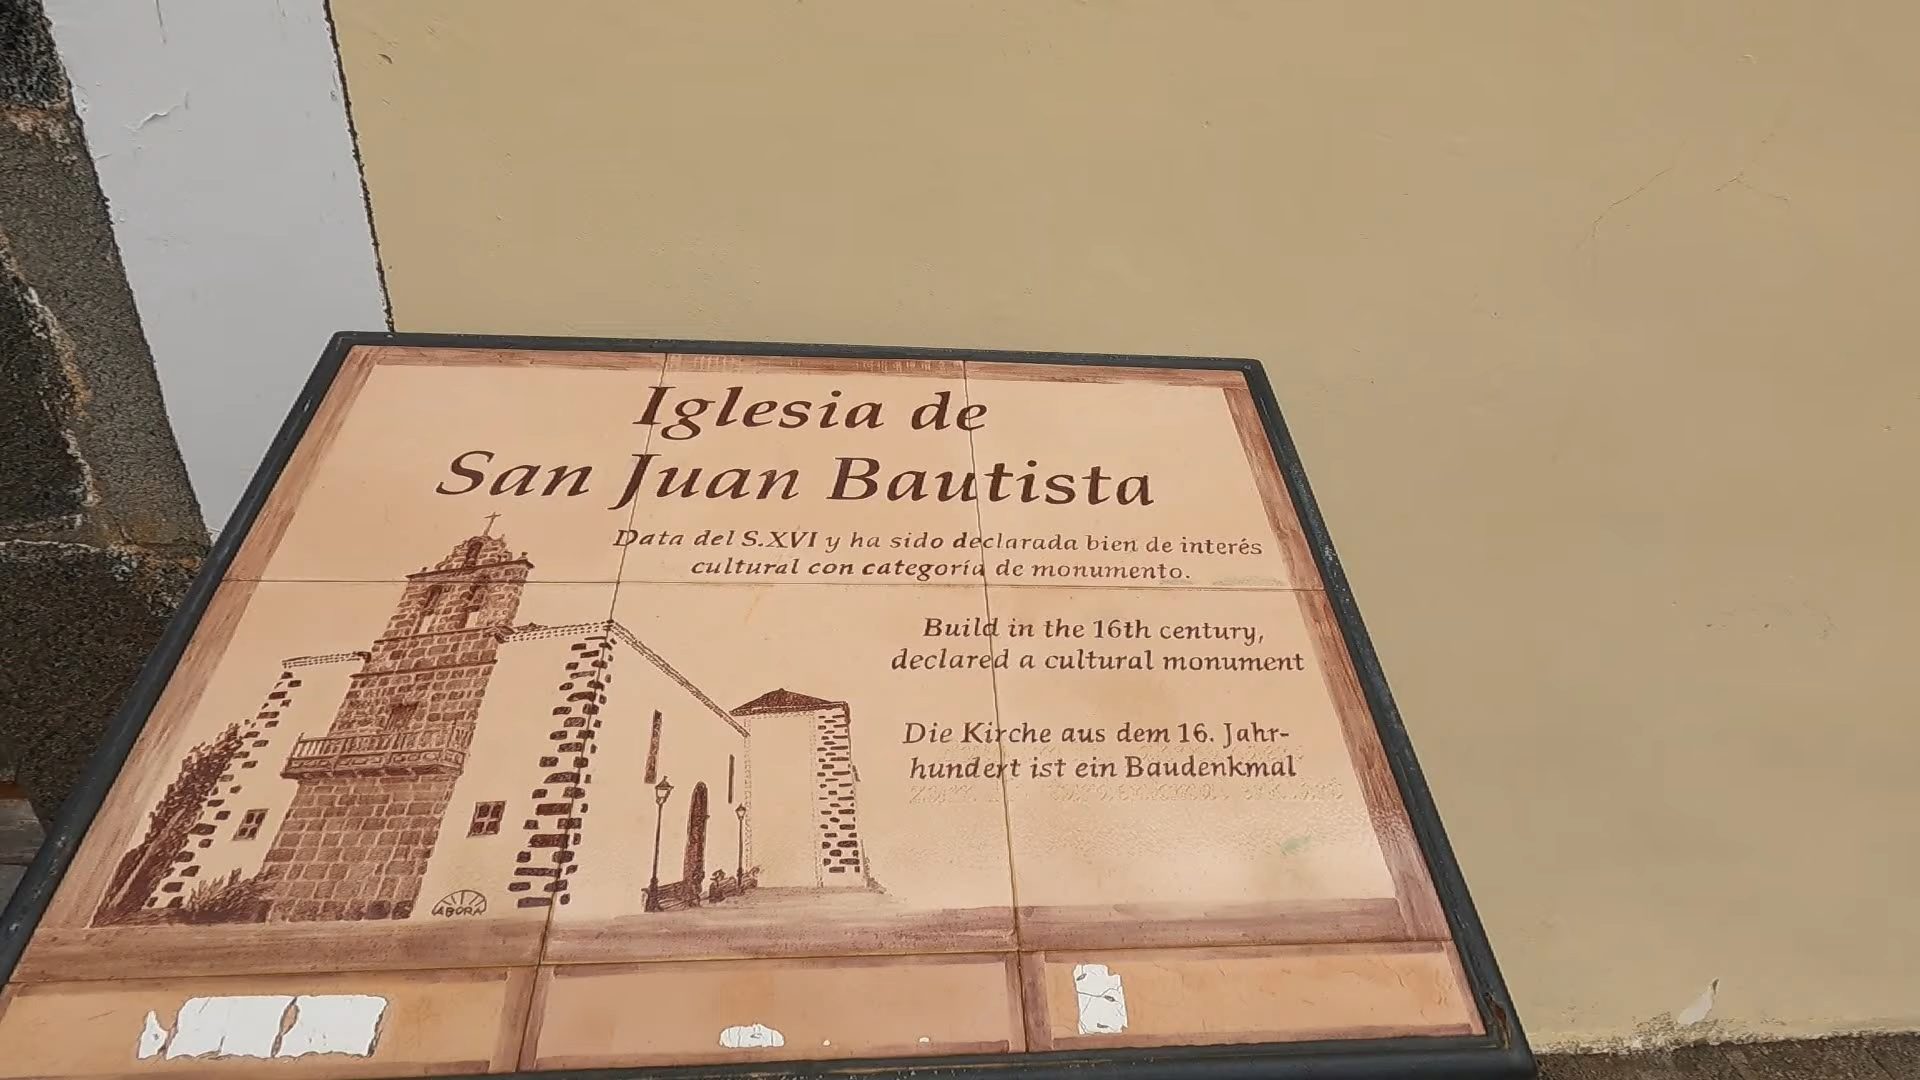 Iglesia de
San Juan Bautista
Data del S.XVI y ha sido declarada bien de interés
cultural con categoría de monumento.
Build in the 16th century,
declared a cultural monument
Die Kirche aus dem 16. Jahr-
hundert ist ein Baudenkmal
ABORA